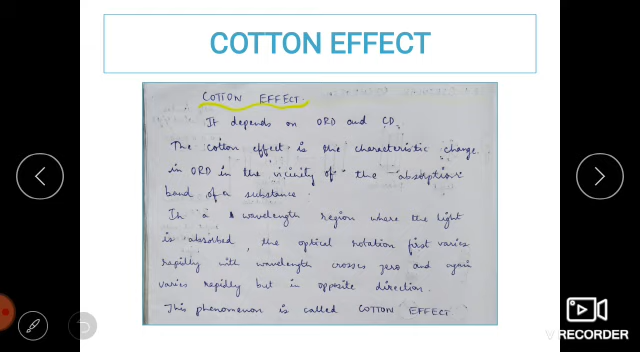 COTTON EFFECT
COTTON EFFECT.
It depends on ORD and CD.
The cotton effect is the characteristic change
in ORD in the vicinity of the absorption
band of a substance.
In a wavelength region where the light
is absorbed, the optical rotation first varies
rapidly with wavelength crosses zero and again
varies rapidly but in opposite direction.
This phenomenon is called COTTON EFFECT
V RECORDER